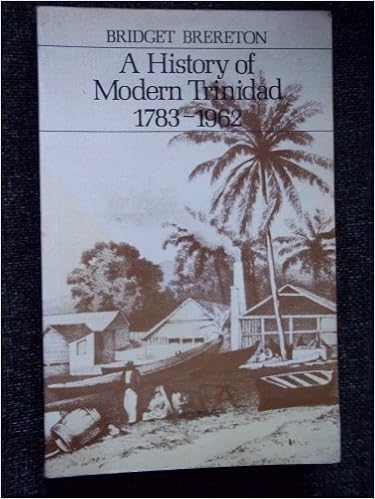 BRIDGET BRERETON
A History of
Modern Trinidad
1783–1962